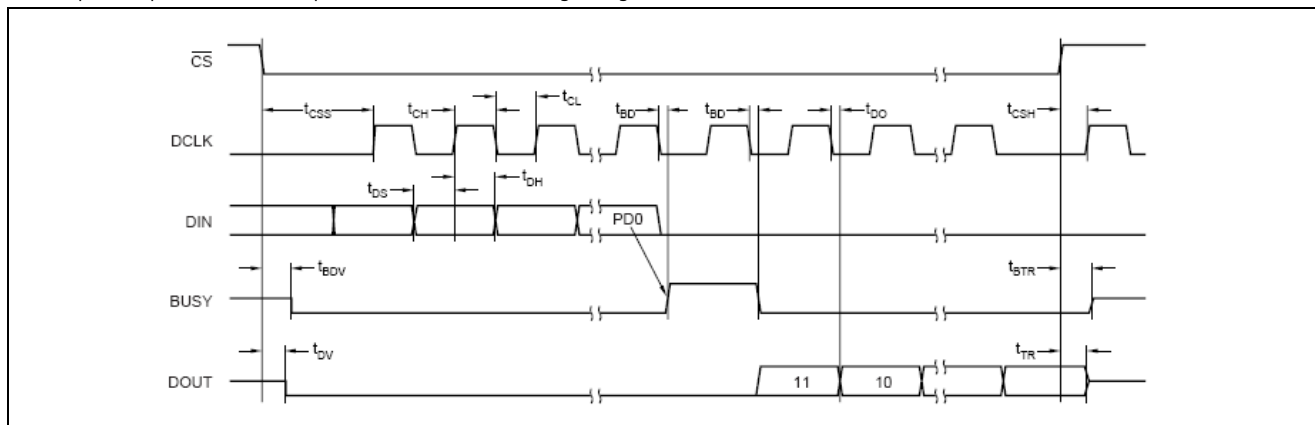 CS
tCSS
tCH
tCL
tBD
tBD
tDO
tCSH
DCLK
tDS
tDH
DIN
PD0
tBDV
tBTR
BUSY
tDV
tTR
DOUT
11
10